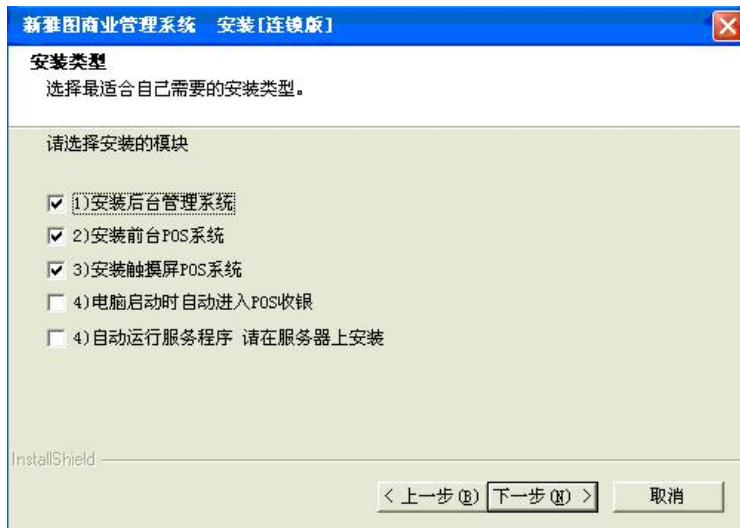 新雅图商业管理系统 安装[连锁版]
安装类型
选择最适合自己需要的安装类型。
请选择安装的模块
1)安装后台管理系统
2)安装前台POS系统
3)安装触摸屏POS系统
4)电脑启动时自动进入POS收银
4)自动运行服务程序 请在服务器上安装
InstallShield
< 上一步(B) 下一步(N) > 取消